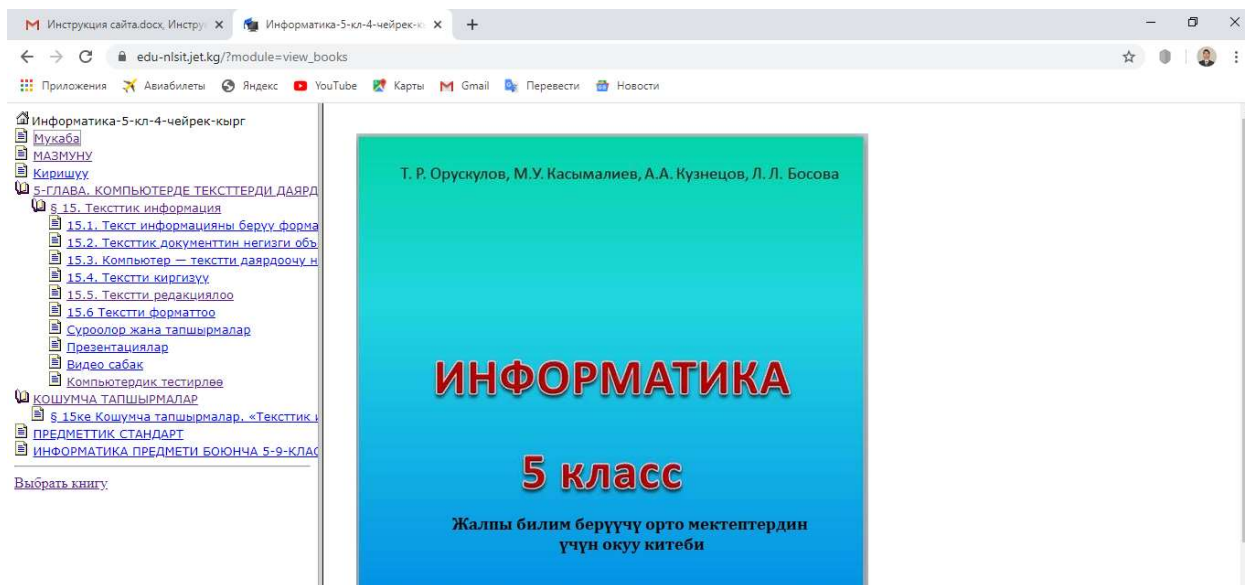 Инструкция сайта.docx, Инстру
Информатика-5-кл-4-чейрек-к
edu-nlsit.jet.kg/?module=view_books
Приложения Авиабилеты Яндекс YouTube Карты Gmail Перевести Новости
Информатика-5-кл-4-чейрек-кырг
Мукаба
МАЗМУНУ
Киришүү
5-ГЛАВА. КОМПЬЮТЕРДЕ ТЕКСТТЕРДИ ДАЯРД
§ 15. Тексттик информация
15.1. Текст информацияны берүү форма
15.2. Тексттик документтин негизги объ
15.3. Компьютер — текстти даярдоочу н
15.4. Текстти киргизүү
15.5. Текстти редакциялоо
15.6 Текстти форматтоо
Суроолор жана тапшырмалар
Презентациялар
Видео сабак
Компьютердик тестирлөө
КОШУМЧА ТАПШЫРМАЛАР
§ 15ке Кошумча тапшырмалар. «Тексттик и
ПРЕДМЕТТИК СТАНДАРТ
ИНФОРМАТИКА ПРЕДМЕТИ БОЮНЧА 5-9-КЛАС
Выбрать книгу
Т. Р. Орускулов, М.У. Касымалиев, А.А. Кузнецов, Л. Л. Босова
ИНФОРМАТИКА
5 класс
Жалпы билим берүүчү орто мектептердин
үчүн окуу китеби